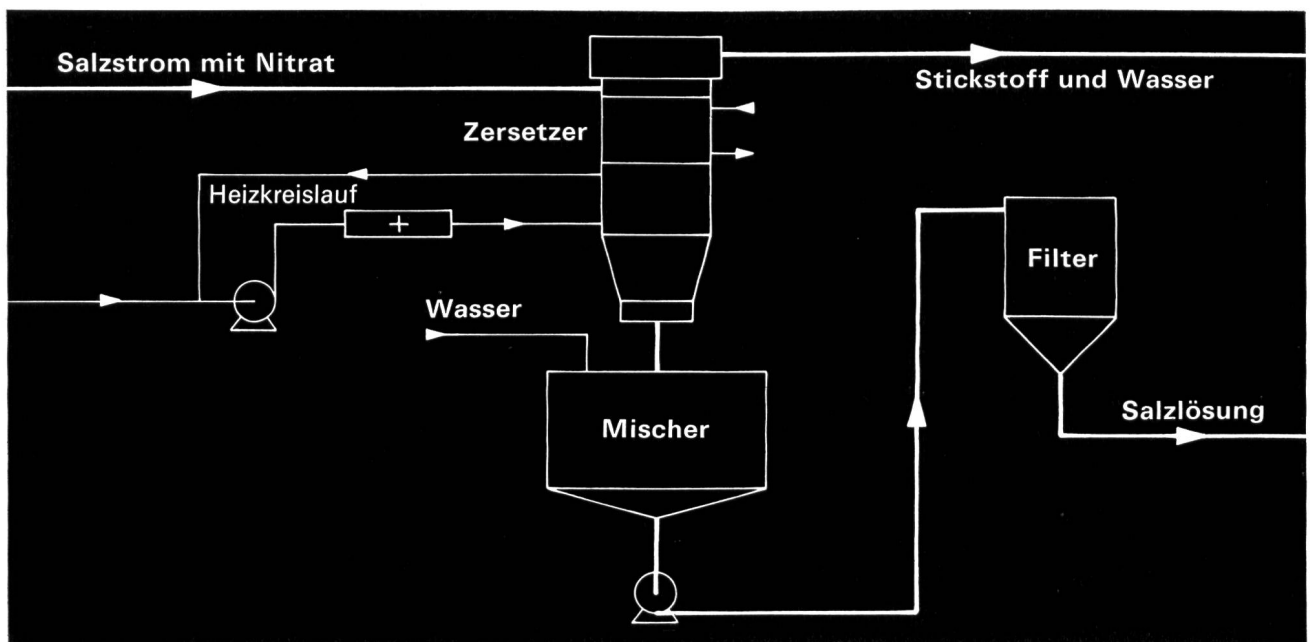 Salzstrom mit Nitrat
Stickstoff und Wasser
Zersetzer
Heizkreislauf
+
Filter
Wasser
Salzlösung
Mischer